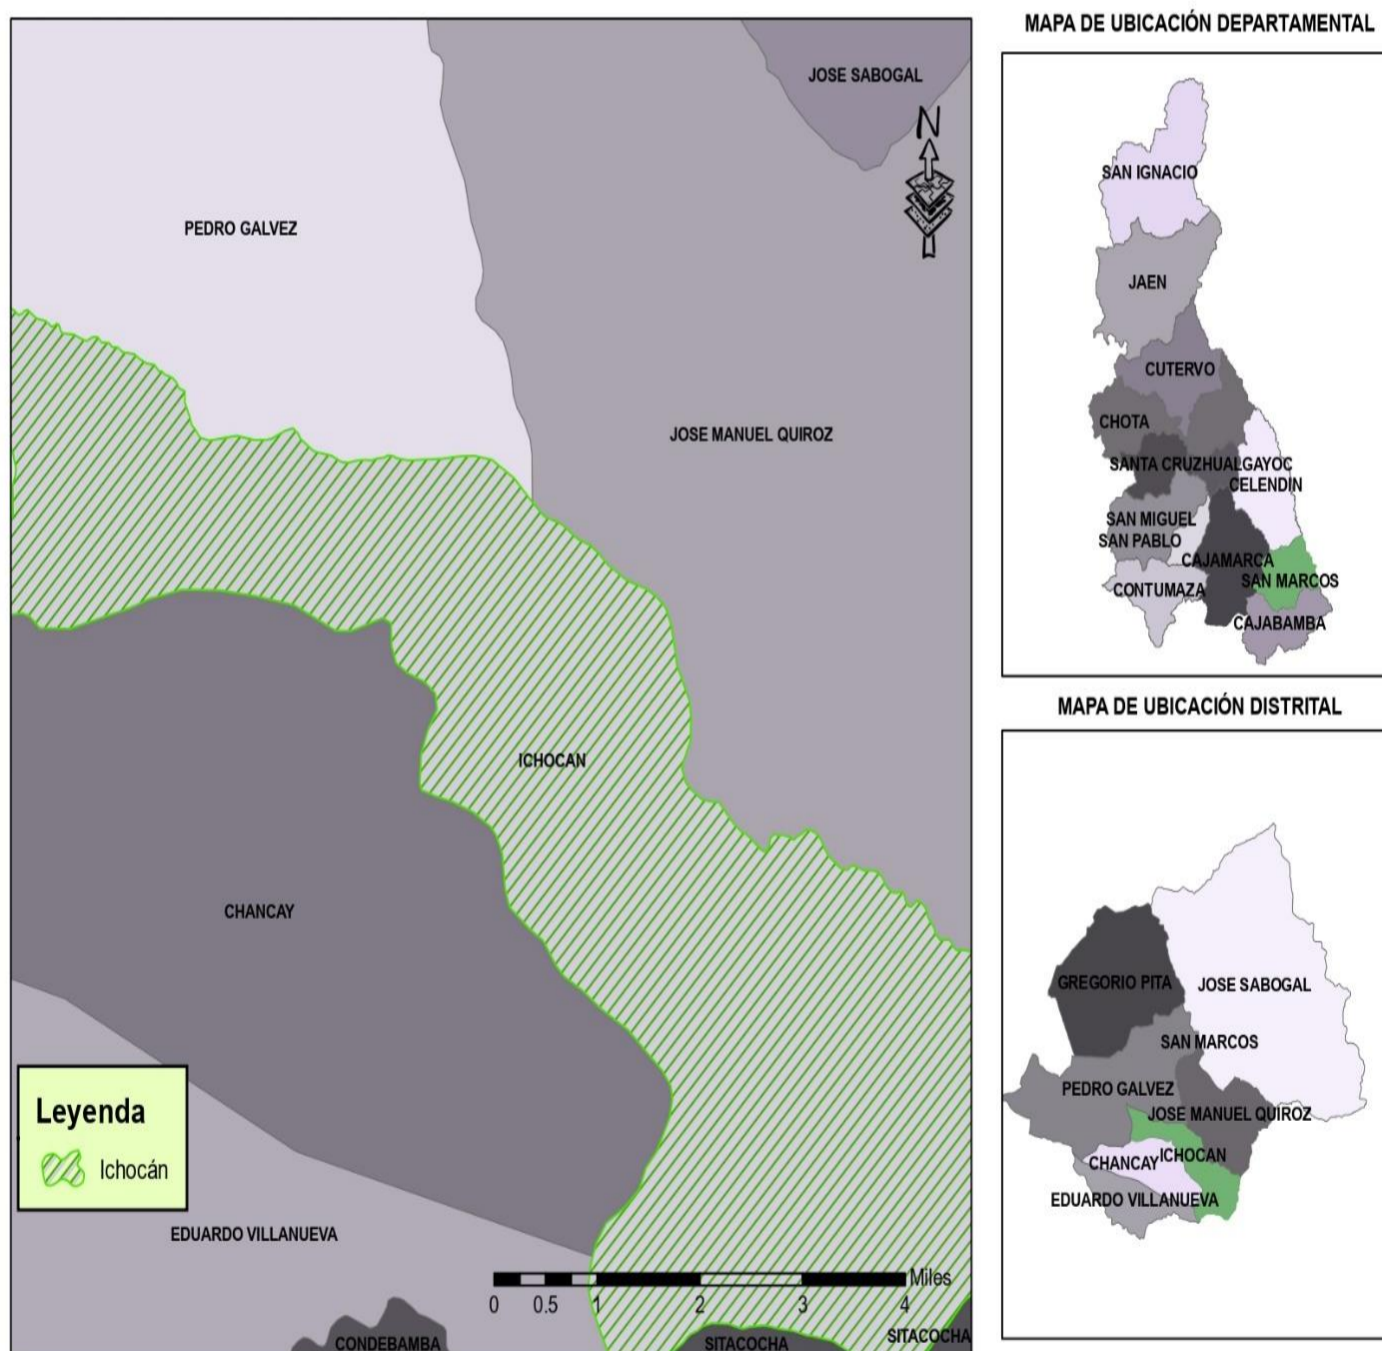 JOSE SABOGAL
N
PEDRO GALVEZ
JOSE MANUEL QUIROZ
ICHOCAN
CHANCAY
Leyenda
Ichocán
EDUARDO VILLANUEVA
Miles
0 0.5 1 2 3 4
CONDEBAMBA
SITACOCHA
SITACOCHA
MAPA DE UBICACIÓN DEPARTAMENTAL
SAN IGNACIO
JAEN
CUTERVO
CHOTA
SANTA CRUZ HUALGAYOC
CELENDIN
SAN MIGUEL
SAN PABLO
CAJAMARCA
SAN MARCOS
CONTUMAZA
CAJABAMBA
MAPA DE UBICACIÓN DISTRITAL
GREGORIO PITA
JOSE SABOGAL
SAN MARCOS
PEDRO GALVEZ
JOSE MANUEL QUIROZ
ICHOCAN
CHANCAY
EDUARDO VILLANUEVA